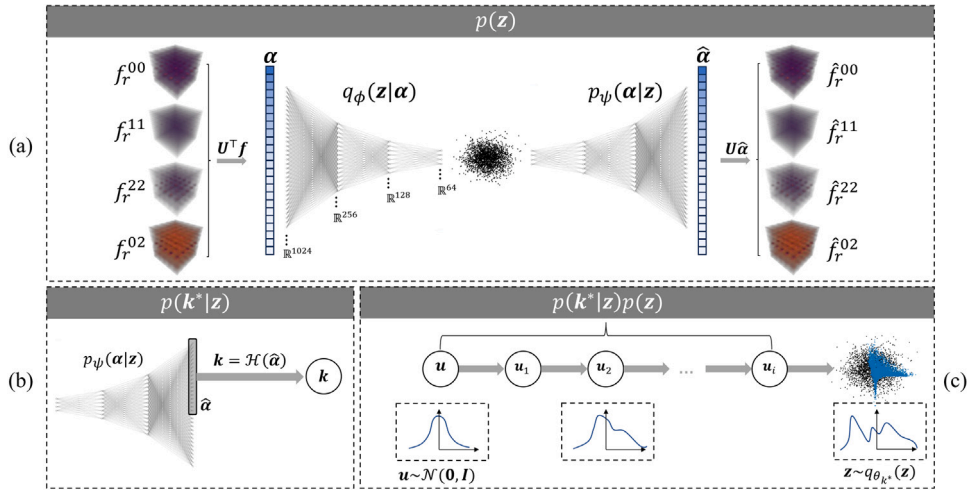 p(z)
(a)
f_r^{00}
f_r^{11}
f_r^{22}
f_r^{02}
U^⊤f
α
q_ϕ(z|α)
ℝ^{1024}
ℝ^{256}
ℝ^{128}
ℝ^{64}
p_ψ(α|z)
α̂
Uα̂
f̂_r^{00}
f̂_r^{11}
f̂_r^{22}
f̂_r^{02}
(b)
p(k*|z)
p_ψ(α|z)
k = ℋ(α̂)
k
α̂
p(k*|z)p(z)
(c)
u
u_1
u_2
...
u_i
u~𝒩(0, I)
z~q_{θ_{k*}}(z)